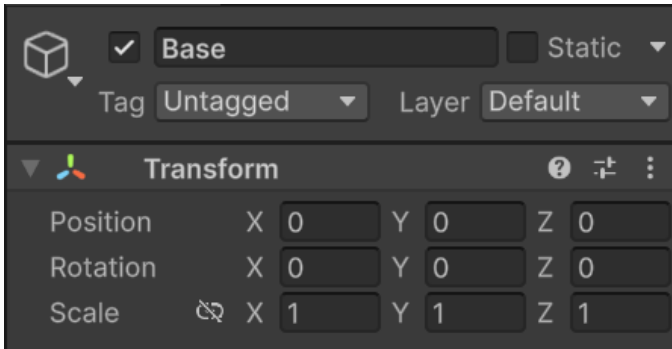 Base Static
Tag Untagged Layer Default
Transform
Position X 0 Y 0 Z 0
Rotation X 0 Y 0 Z 0
Scale X 1 Y 1 Z 1